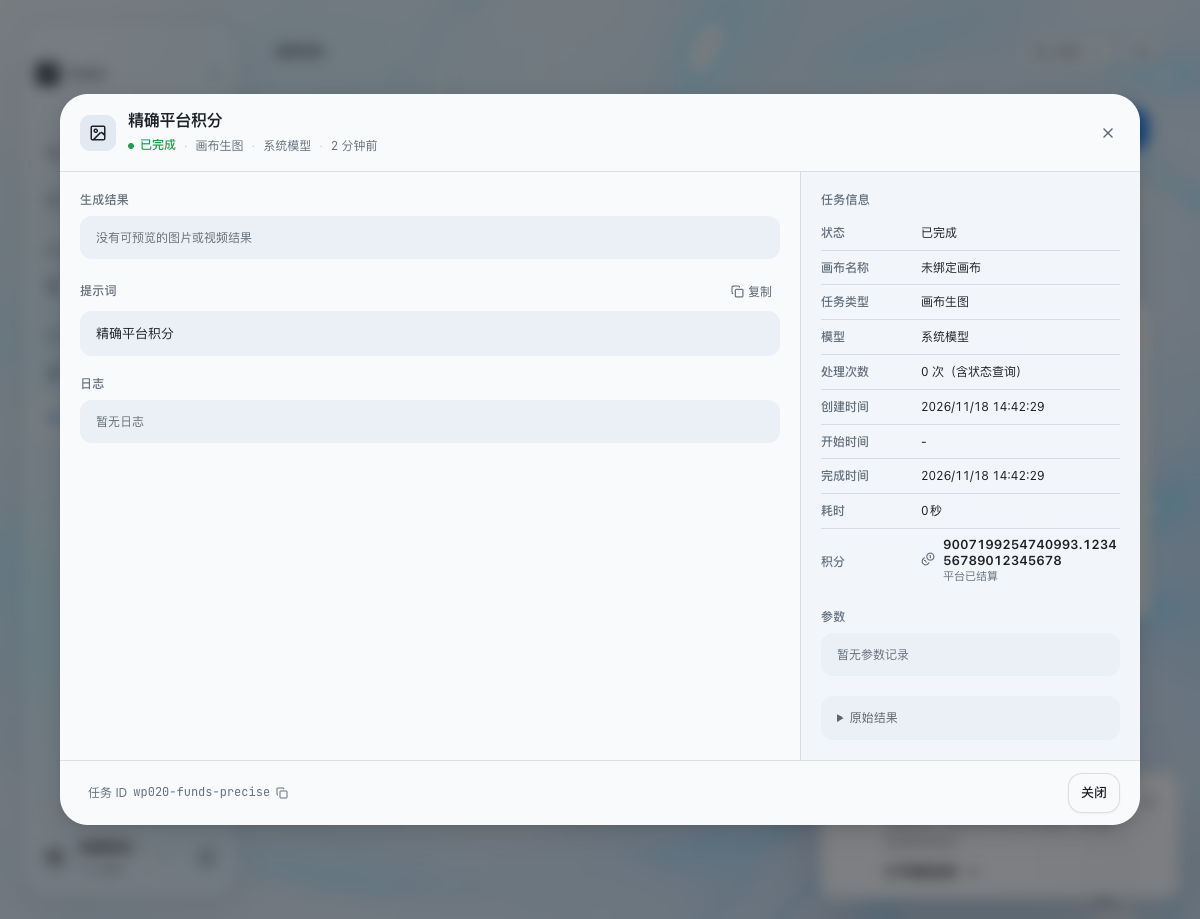 精确平台积分
已完成 · 画布生图 · 系统模型 · 2 分钟前
生成结果
没有可预览的图片或视频结果
提示词
复制
精确平台积分
日志
暂无日志
任务信息
状态 已完成
画布名称 未绑定画布
任务类型 画布生图
模型 系统模型
处理次数 0 次（含状态查询）
创建时间 2026/11/18 14:42:29
开始时间 -
完成时间 2026/11/18 14:42:29
耗时 0秒
积分 9007199254740993.1234
56789012345678
平台已结算
参数
暂无参数记录
原始结果
任务 ID wp020-funds-precise
关闭